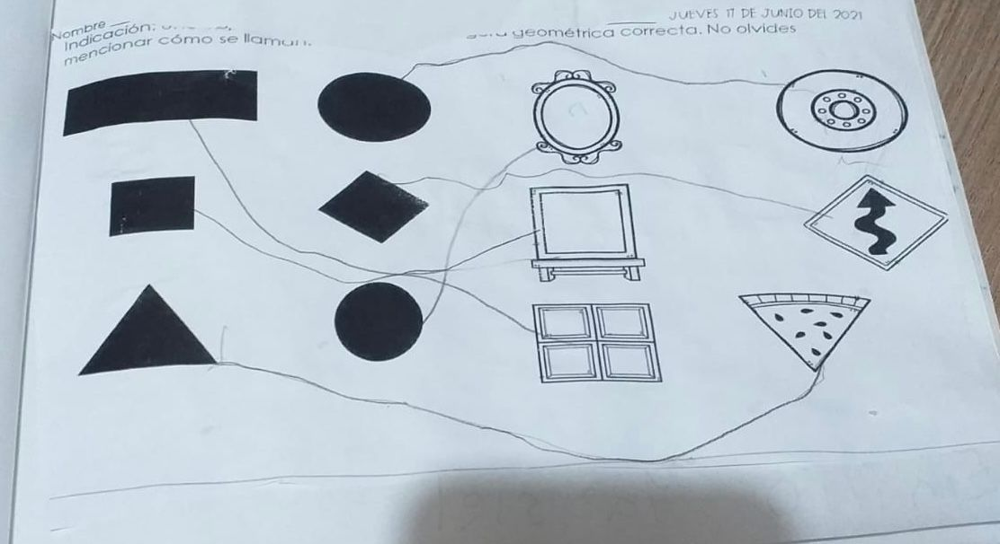 JUEVES 17 DE JUNIO DEL 2021
Nombre
Indicación:
geométrica correcta. No olvides
mencionar cómo se llaman.